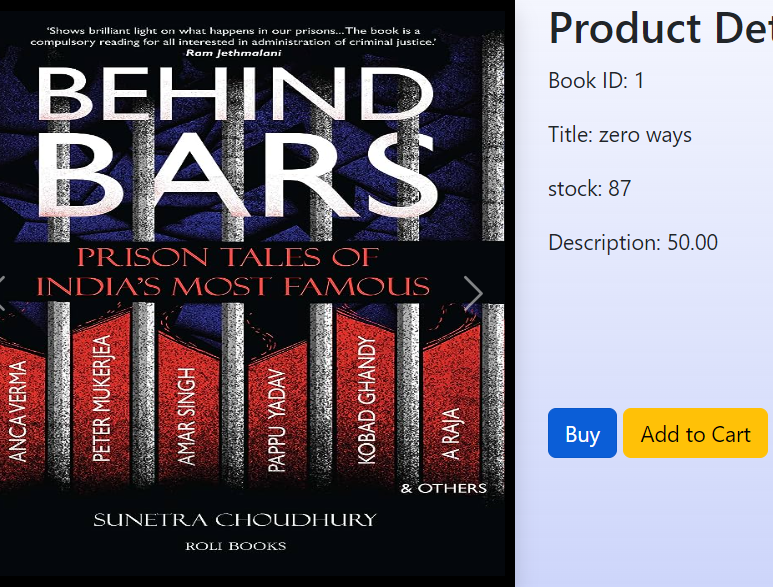 'Shows brilliant light on what happens in our prisons...The book is a
compulsory reading for all interested in administration of criminal justice.'
Ram Jethmalani
BEHIND
BARS
PRISON TALES OF
INDIA'S MOST FAMOUS
ANCA VERMA
PETER MUKERJEA
AMAR SINGH
PAPPU YADAV
KOBAD GHANDY
A RAJA
& OTHERS
SUNETRA CHOUDHURY
ROLI BOOKS
Product Det
Book ID: 1
Title: zero ways
stock: 87
Description: 50.00
Buy
Add to Cart